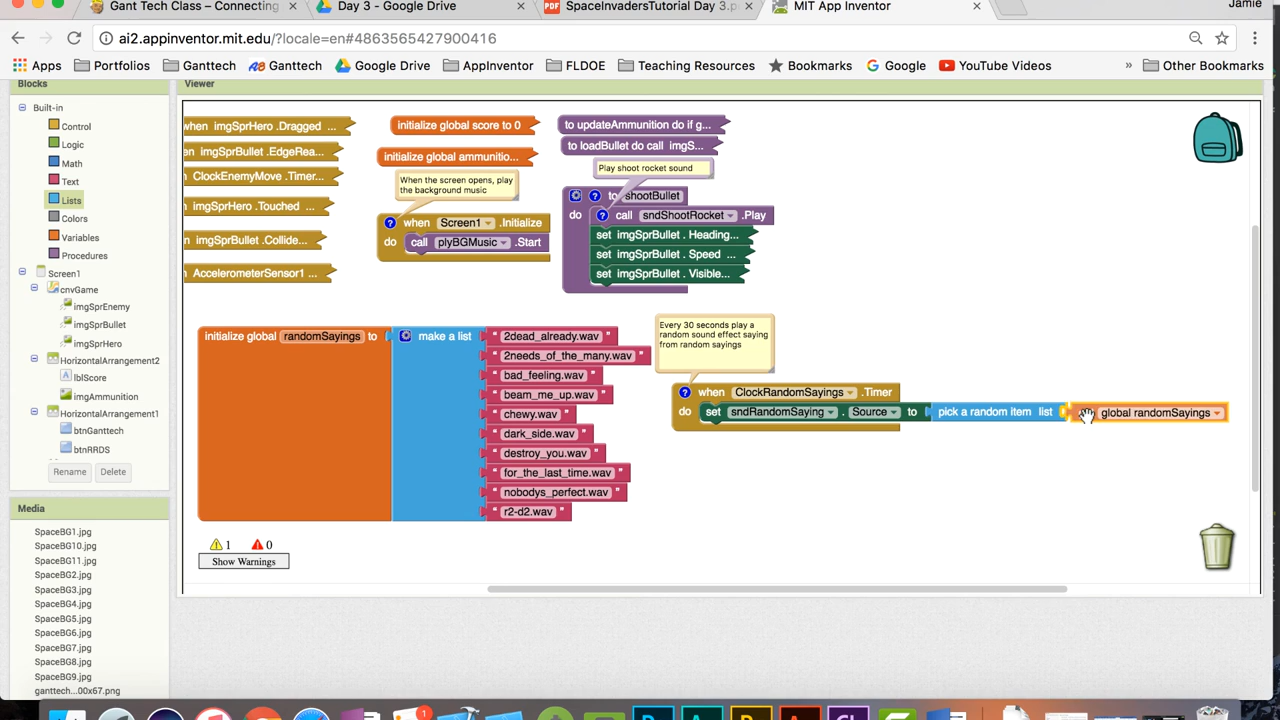 Gant Tech Class – Connecting
Day 3 - Google Drive
SpaceInvadersTutorial Day 3.p
MIT App Inventor
Jamie
ai2.appinventor.mit.edu/?locale=en#4863565427900416
Apps
Portfolios
Ganttech
Ganttech
Google Drive
AppInventor
FLDOE
Teaching Resources
Bookmarks
Google
YouTube Videos
»
Other Bookmarks
Blocks
Viewer
Built-in
Control
Logic
Math
Text
Lists
Colors
Variables
Procedures
Screen1
cnvGame
imgSprEnemy
imgSprBullet
imgSprHero
HorizontalArrangement2
lblScore
imgAmmunition
HorizontalArrangement1
btnGanttech
btnRRDS
Rename
Delete
Media
SpaceBG1.jpg
SpaceBG10.jpg
SpaceBG11.jpg
SpaceBG2.jpg
SpaceBG3.jpg
SpaceBG4.jpg
SpaceBG5.jpg
SpaceBG6.jpg
SpaceBG7.jpg
SpaceBG8.jpg
SpaceBG9.jpg
ganttech...00x67.png
when imgSprHero .Dragged ...
n imgSprBullet .EdgeRea...
n ClockEnemyMove .Timer...
n imgSprHero .Touched ...
n imgSprBullet .Collide...
n AccelerometerSensor1 ...
initialize global score to 0
initialize global ammunitio...
When the screen opens, play
the background music
when Screen1 .Initialize
do call plyBGMusic .Start
to updateAmmunition do if g...
to loadBullet do call imgS...
Play shoot rocket sound
to shootBullet
do call sndShootRocket .Play
set imgSprBullet . Heading...
set imgSprBullet . Speed ...
set imgSprBullet . Visible...
initialize global randomSayings to make a list " 2dead_already.wav "
" 2needs_of_the_many.wav "
" bad_feeling.wav "
" beam_me_up.wav "
" chewy.wav "
" dark_side.wav "
" destroy_you.wav "
" for_the_last_time.wav "
" nobodys_perfect.wav "
" r2-d2.wav "
Every 30 seconds play a
random sound effect saying
from random sayings
when ClockRandomSayings .Timer
do set sndRandomSaying . Source to pick a random item list global randomSayings
1 0
Show Warnings
1